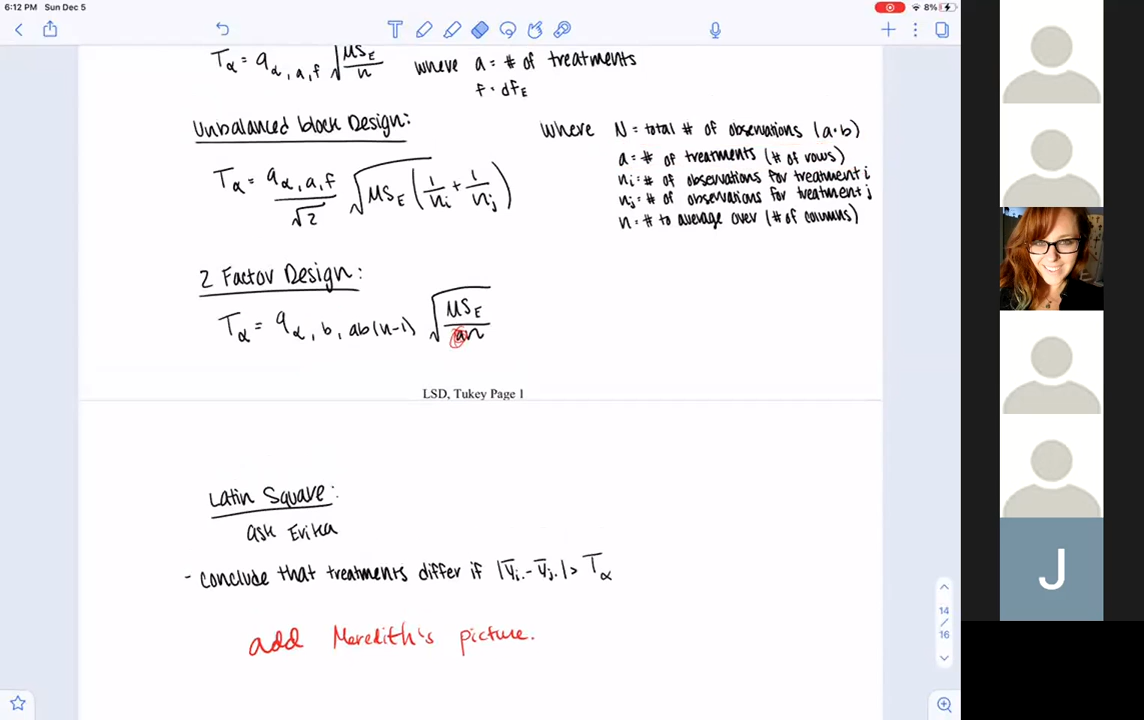 6:12 PM Sun Dec 5
8%
Tα = qα, a, f √(MSE/n) where a = # of treatments
f = dfE
Unbalanced block Design:
where N = total # of observations (a·b)
a = # of treatments (# of rows)
ni = # of observations for treatment i
nj = # of observations for treatment j
n = # to average over (# of columns)
Tα = qα, a, f / √2 √(MSE (1/ni + 1/nj))
2 Factor Design:
Tα = qα, b, ab(n-1) √(MSE/an)
LSD, Tukey Page 1
Latin Square:
ask Erika
- conclude that treatments differ if |ȳi. - ȳj.| > Tα
add Meredith's picture.
14
/
16
J